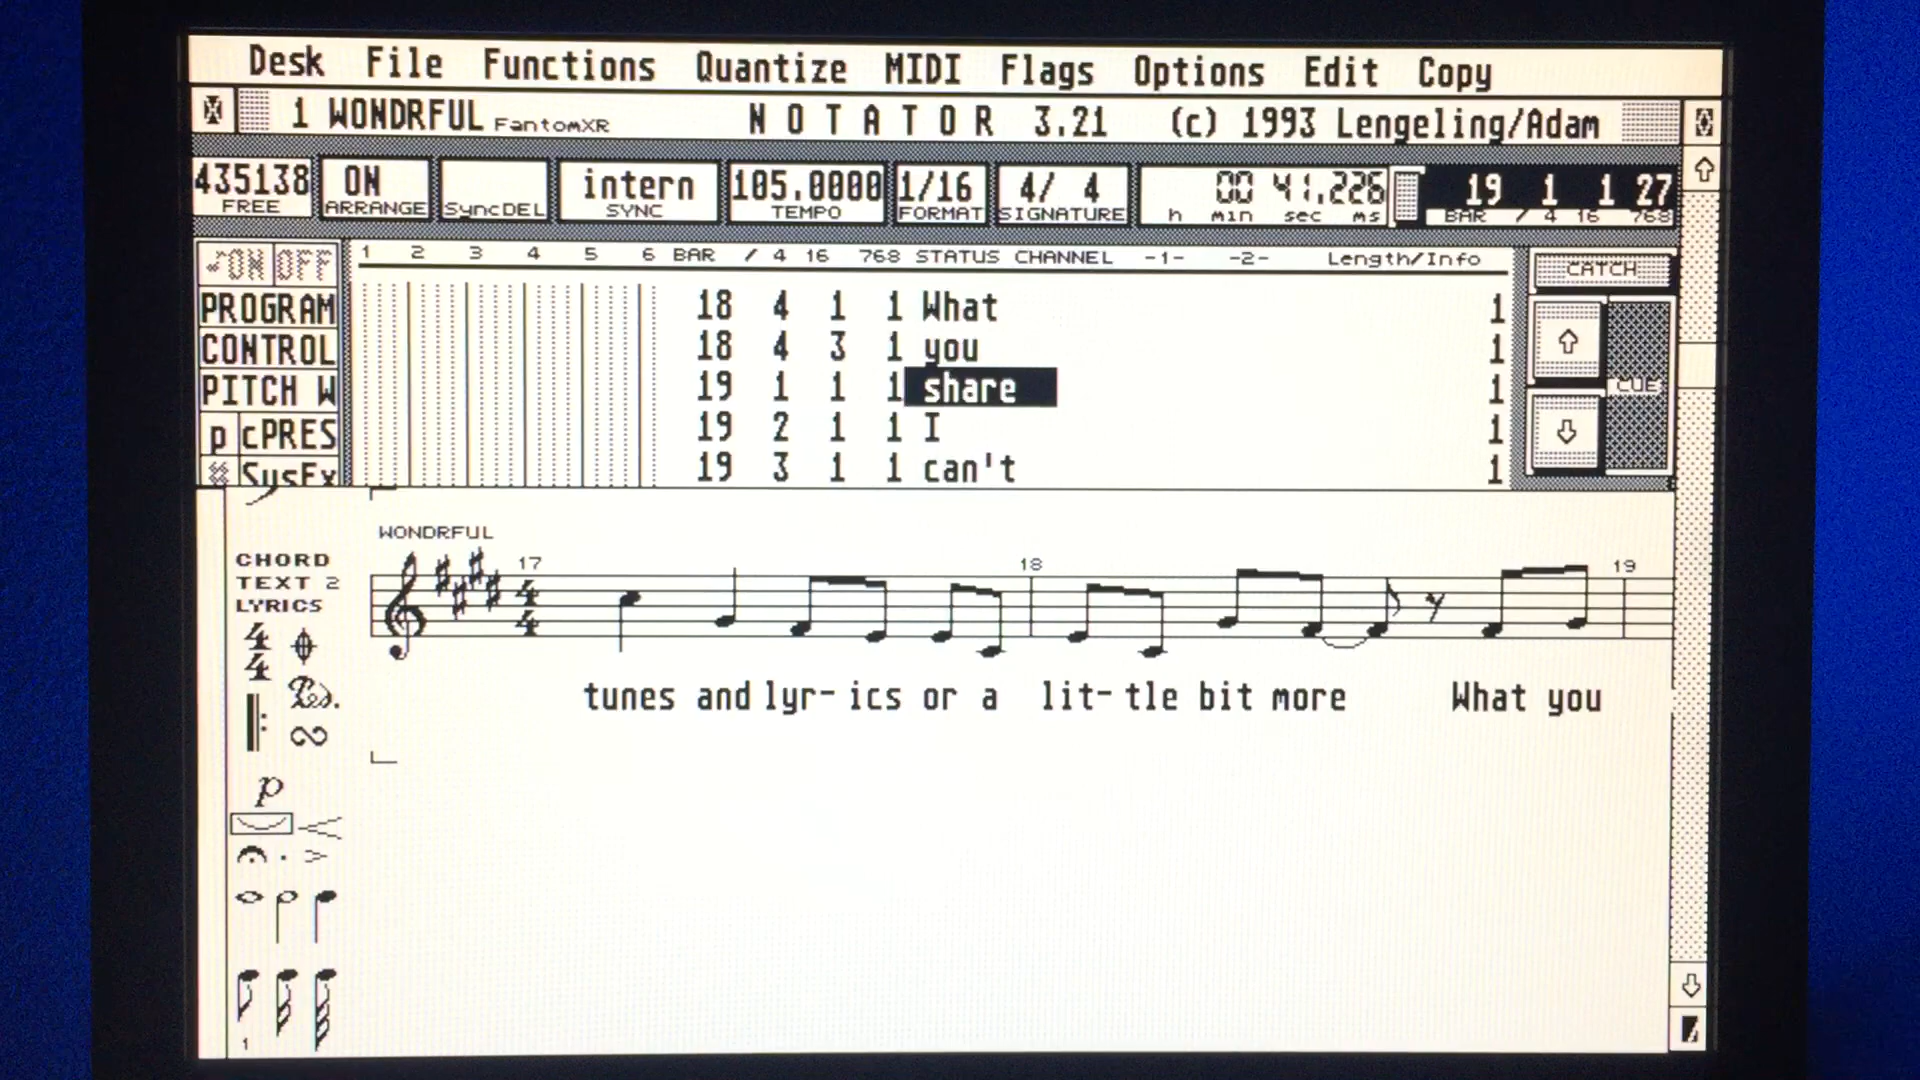 Desk File Functions Quantize MIDI Flags Options Edit Copy
1 WONDRFUL FantomXR NOTATOR 3.21 (c) 1993 Lengeling/Adam
435138 ON intern 105.0000 1/16 4/ 4 00 41.226 19 1 1 27
FREE ARRANGE SyncDEL SYNC TEMPO FORMAT SIGNATURE h min sec ms BAR / 4 16 768
ON OFF 1 2 3 4 5 6 BAR / 4 16 768 STATUS CHANNEL -1- -2- Length/Info CATCH
PROGRAM 18 4 1 1 What 1
CONTROL 18 4 3 1 you 1
PITCH W 19 1 1 1 share 1 CUE
p cPRES 19 2 1 1 I 1
SysEx 19 3 1 1 can't 1
WONDRFUL
CHORD 17 18 19
TEXT 2
LYRICS
4 4
4 4
Ped. tunes and lyr- ics or a lit- tle bit more What you
p
1